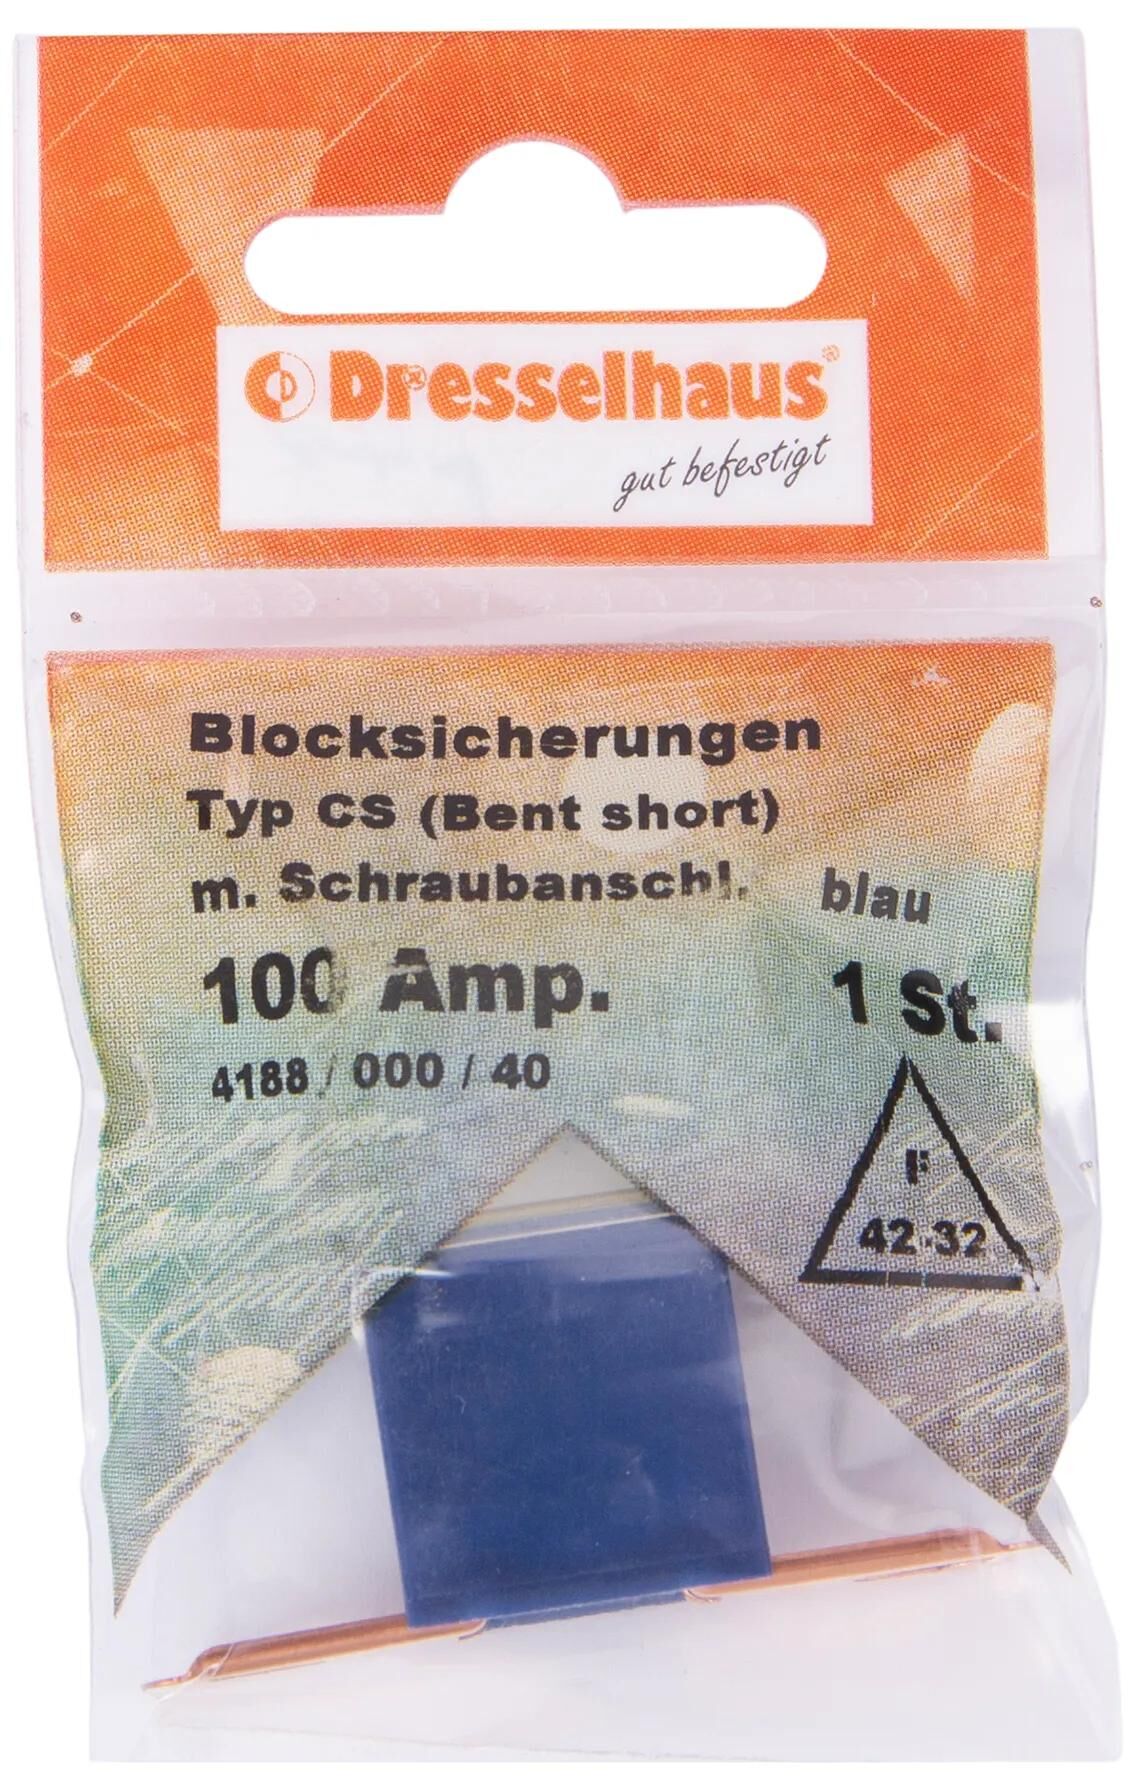 Dresselhaus®
gut befestigt
Blocksicherungen
Typ CS (Bent short)
m. Schraubanschl. blau
100 Amp. 1 St.
4188 / 000 / 40
F
42-32